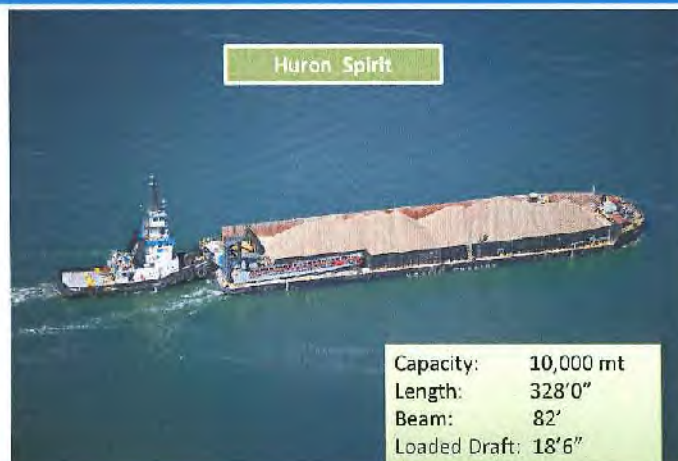 Huron Spirit
Capacity: 10,000 mt
Length: 328'0"
Beam: 82'
Loaded Draft: 18'6"